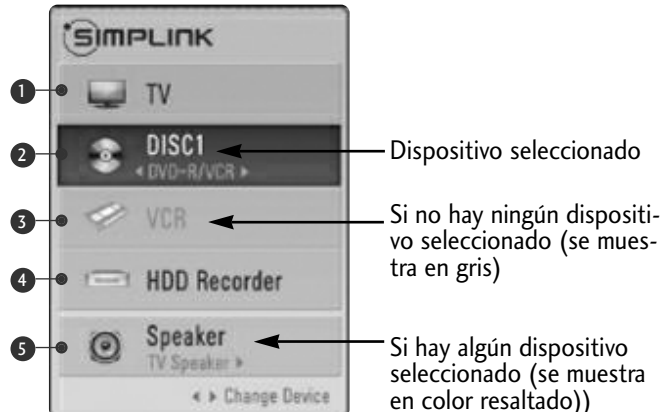 SIMPLINK
1 TV
2 DISC1
◂ DVD-R/VCR ▸
Dispositivo seleccionado
3 VCR
Si no hay ningún dispositi-
vo seleccionado (se mues-
tra en gris)
4 HDD Recorder
5 Speaker
TV Speaker ▸
Si hay algún dispositivo
seleccionado (se muestra
en color resaltado))
◂ ▸ Change Device